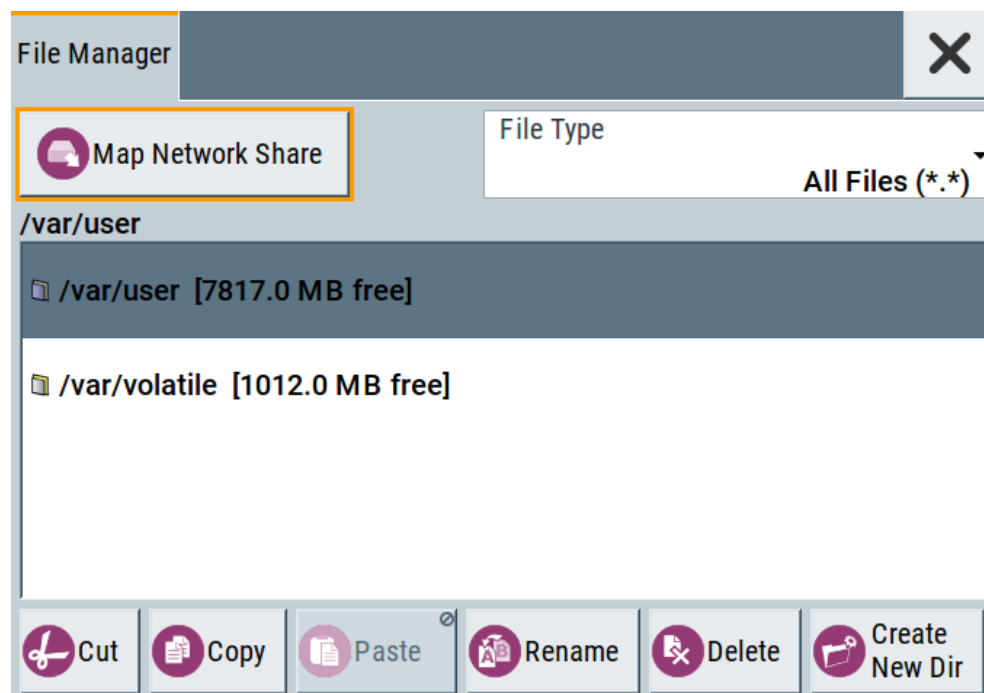 File Manager
Map Network Share
File Type
All Files (*.*)
/var/user
/var/user [7817.0 MB free]
/var/volatile [1012.0 MB free]
Cut
Copy
Paste
Rename
Delete
Create
New Dir